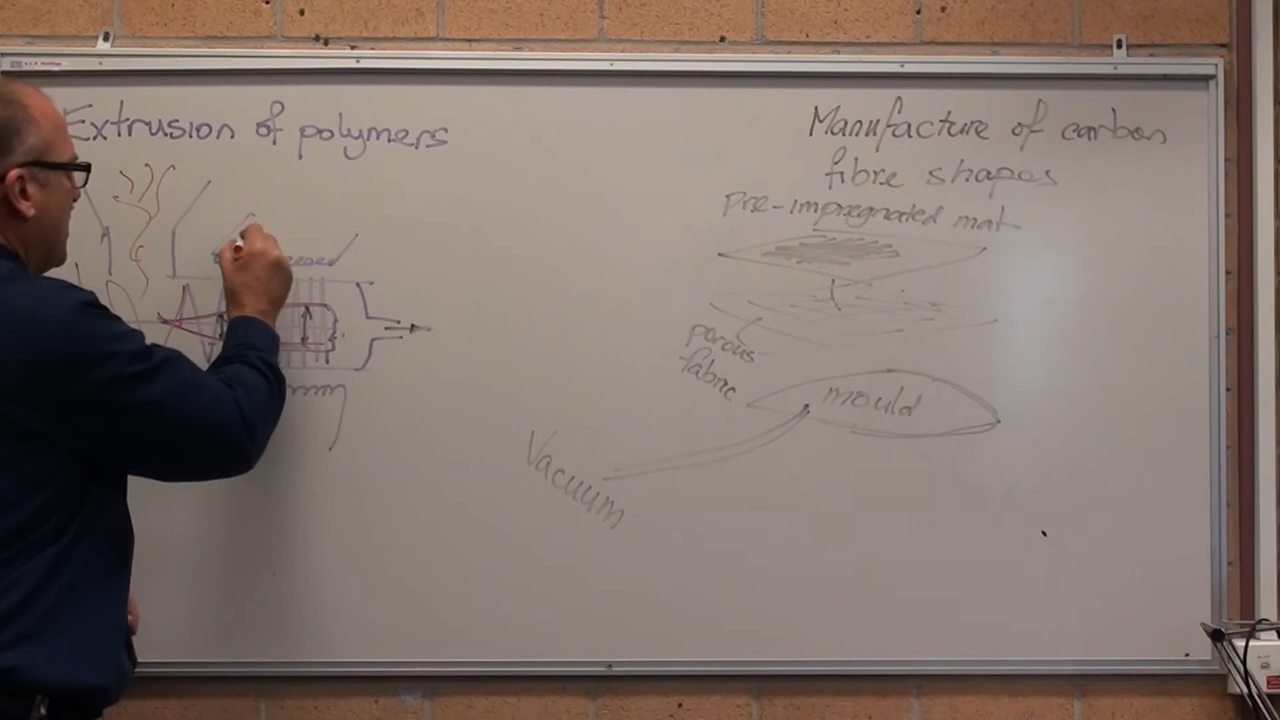 Extrusion of polymers
Manufacture of carbon
fibre shapes
pre-impregnated mat
porous
fabric
mould
Vacuum